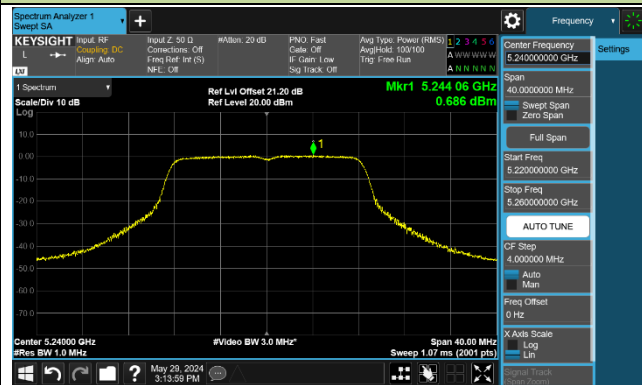 Spectrum Analyzer 1
Swept SA
Frequency
KEYSIGHT
Input: RF
Coupling: DC
Align: Auto
Input Z: 50 Ω
Corrections: Off
Freq Ref: Int (S)
NFE: Off
#Atten: 20 dB
PNO: Fast
Gate: Off
IF Gain: Low
Sig Track: Off
Avg Type: Power (RMS)
Avg|Hold: 100/100
Trig: Free Run
1 2 3 4 5 6
A W W W W W
A N N N N N
L
LXI
1 Spectrum
Scale/Div 10 dB
Log
Ref Lvl Offset 21.20 dB
Ref Level 20.00 dBm
Mkr1 5.244 06 GHz
0.686 dBm
10.0
0.00
-10.0
-20.0
-30.0
-40.0
-50.0
-60.0
-70.0
1
Center 5.24000 GHz
#Res BW 1.0 MHz
#Video BW 3.0 MHz*
Span 40.00 MHz
Sweep 1.07 ms (2001 pts)
May 29, 2024
3:13:59 PM
Center Frequency
5.240000000 GHz
Settings
Span
40.0000000 MHz
Swept Span
Zero Span
Full Span
Start Freq
5.220000000 GHz
Stop Freq
5.260000000 GHz
AUTO TUNE
CF Step
4.000000 MHz
Auto
Man
Freq Offset
0 Hz
X Axis Scale
Log
Lin
Signal Track
(Span Zoom)